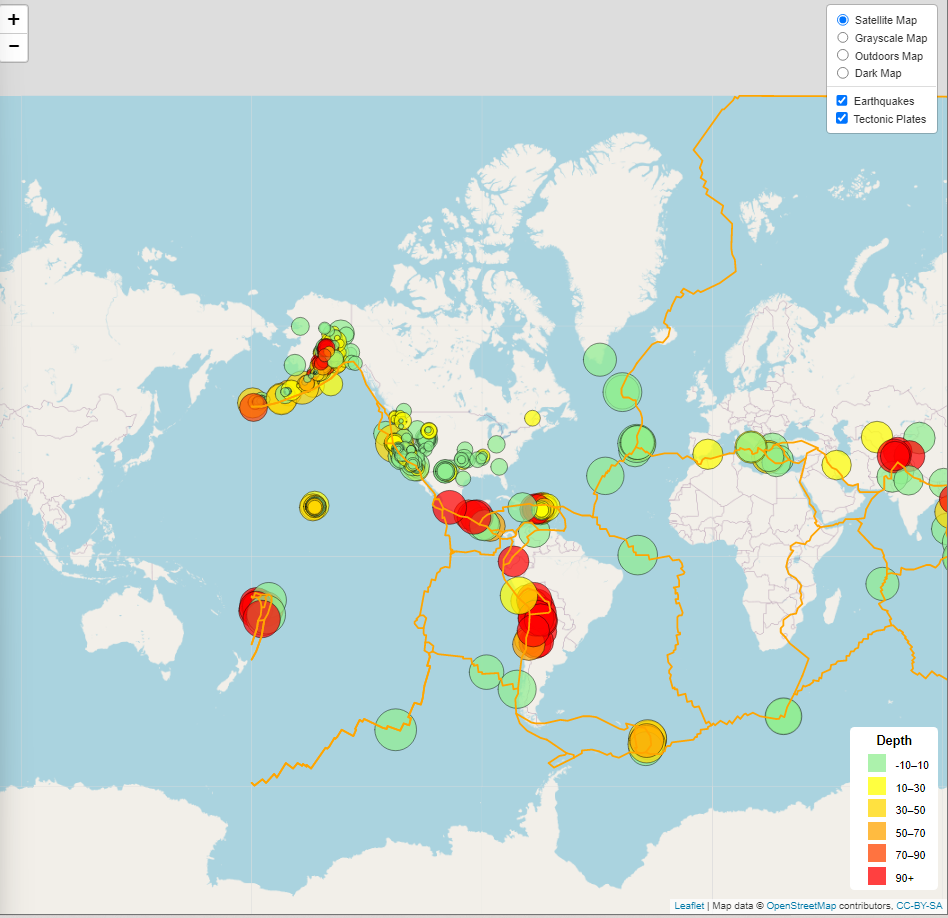 +
−
Satellite Map
Grayscale Map
Outdoors Map
Dark Map
Earthquakes
Tectonic Plates
Depth
-10–10
10–30
30–50
50–70
70–90
90+
Leaflet | Map data © OpenStreetMap contributors, CC-BY-SA